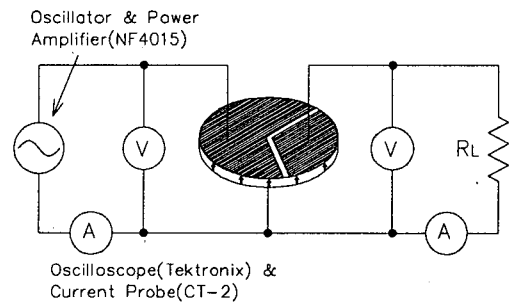 Oscillator & Power
Amplifier(NF4015)
V
V
RL
A
A
Oscilloscope(Tektronix) &
Current Probe(CT-2)